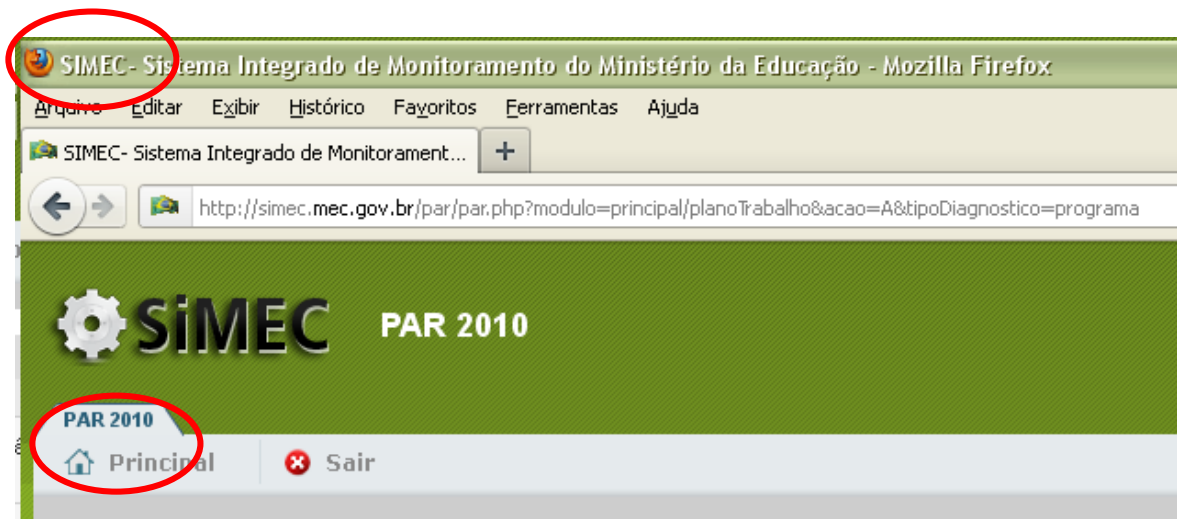 SIMEC- Sistema Integrado de Monitoramento do Ministério da Educação - Mozilla Firefox
Arquivo Editar Exibir Histórico Favoritos Ferramentas Ajuda
SIMEC- Sistema Integrado de Monitorament... +
http://simec.mec.gov.br/par/par.php?modulo=principal/planoTrabalho&acao=A&tipoDiagnostico=programa
SiMEC PAR 2010
PAR 2010
Principal Sair